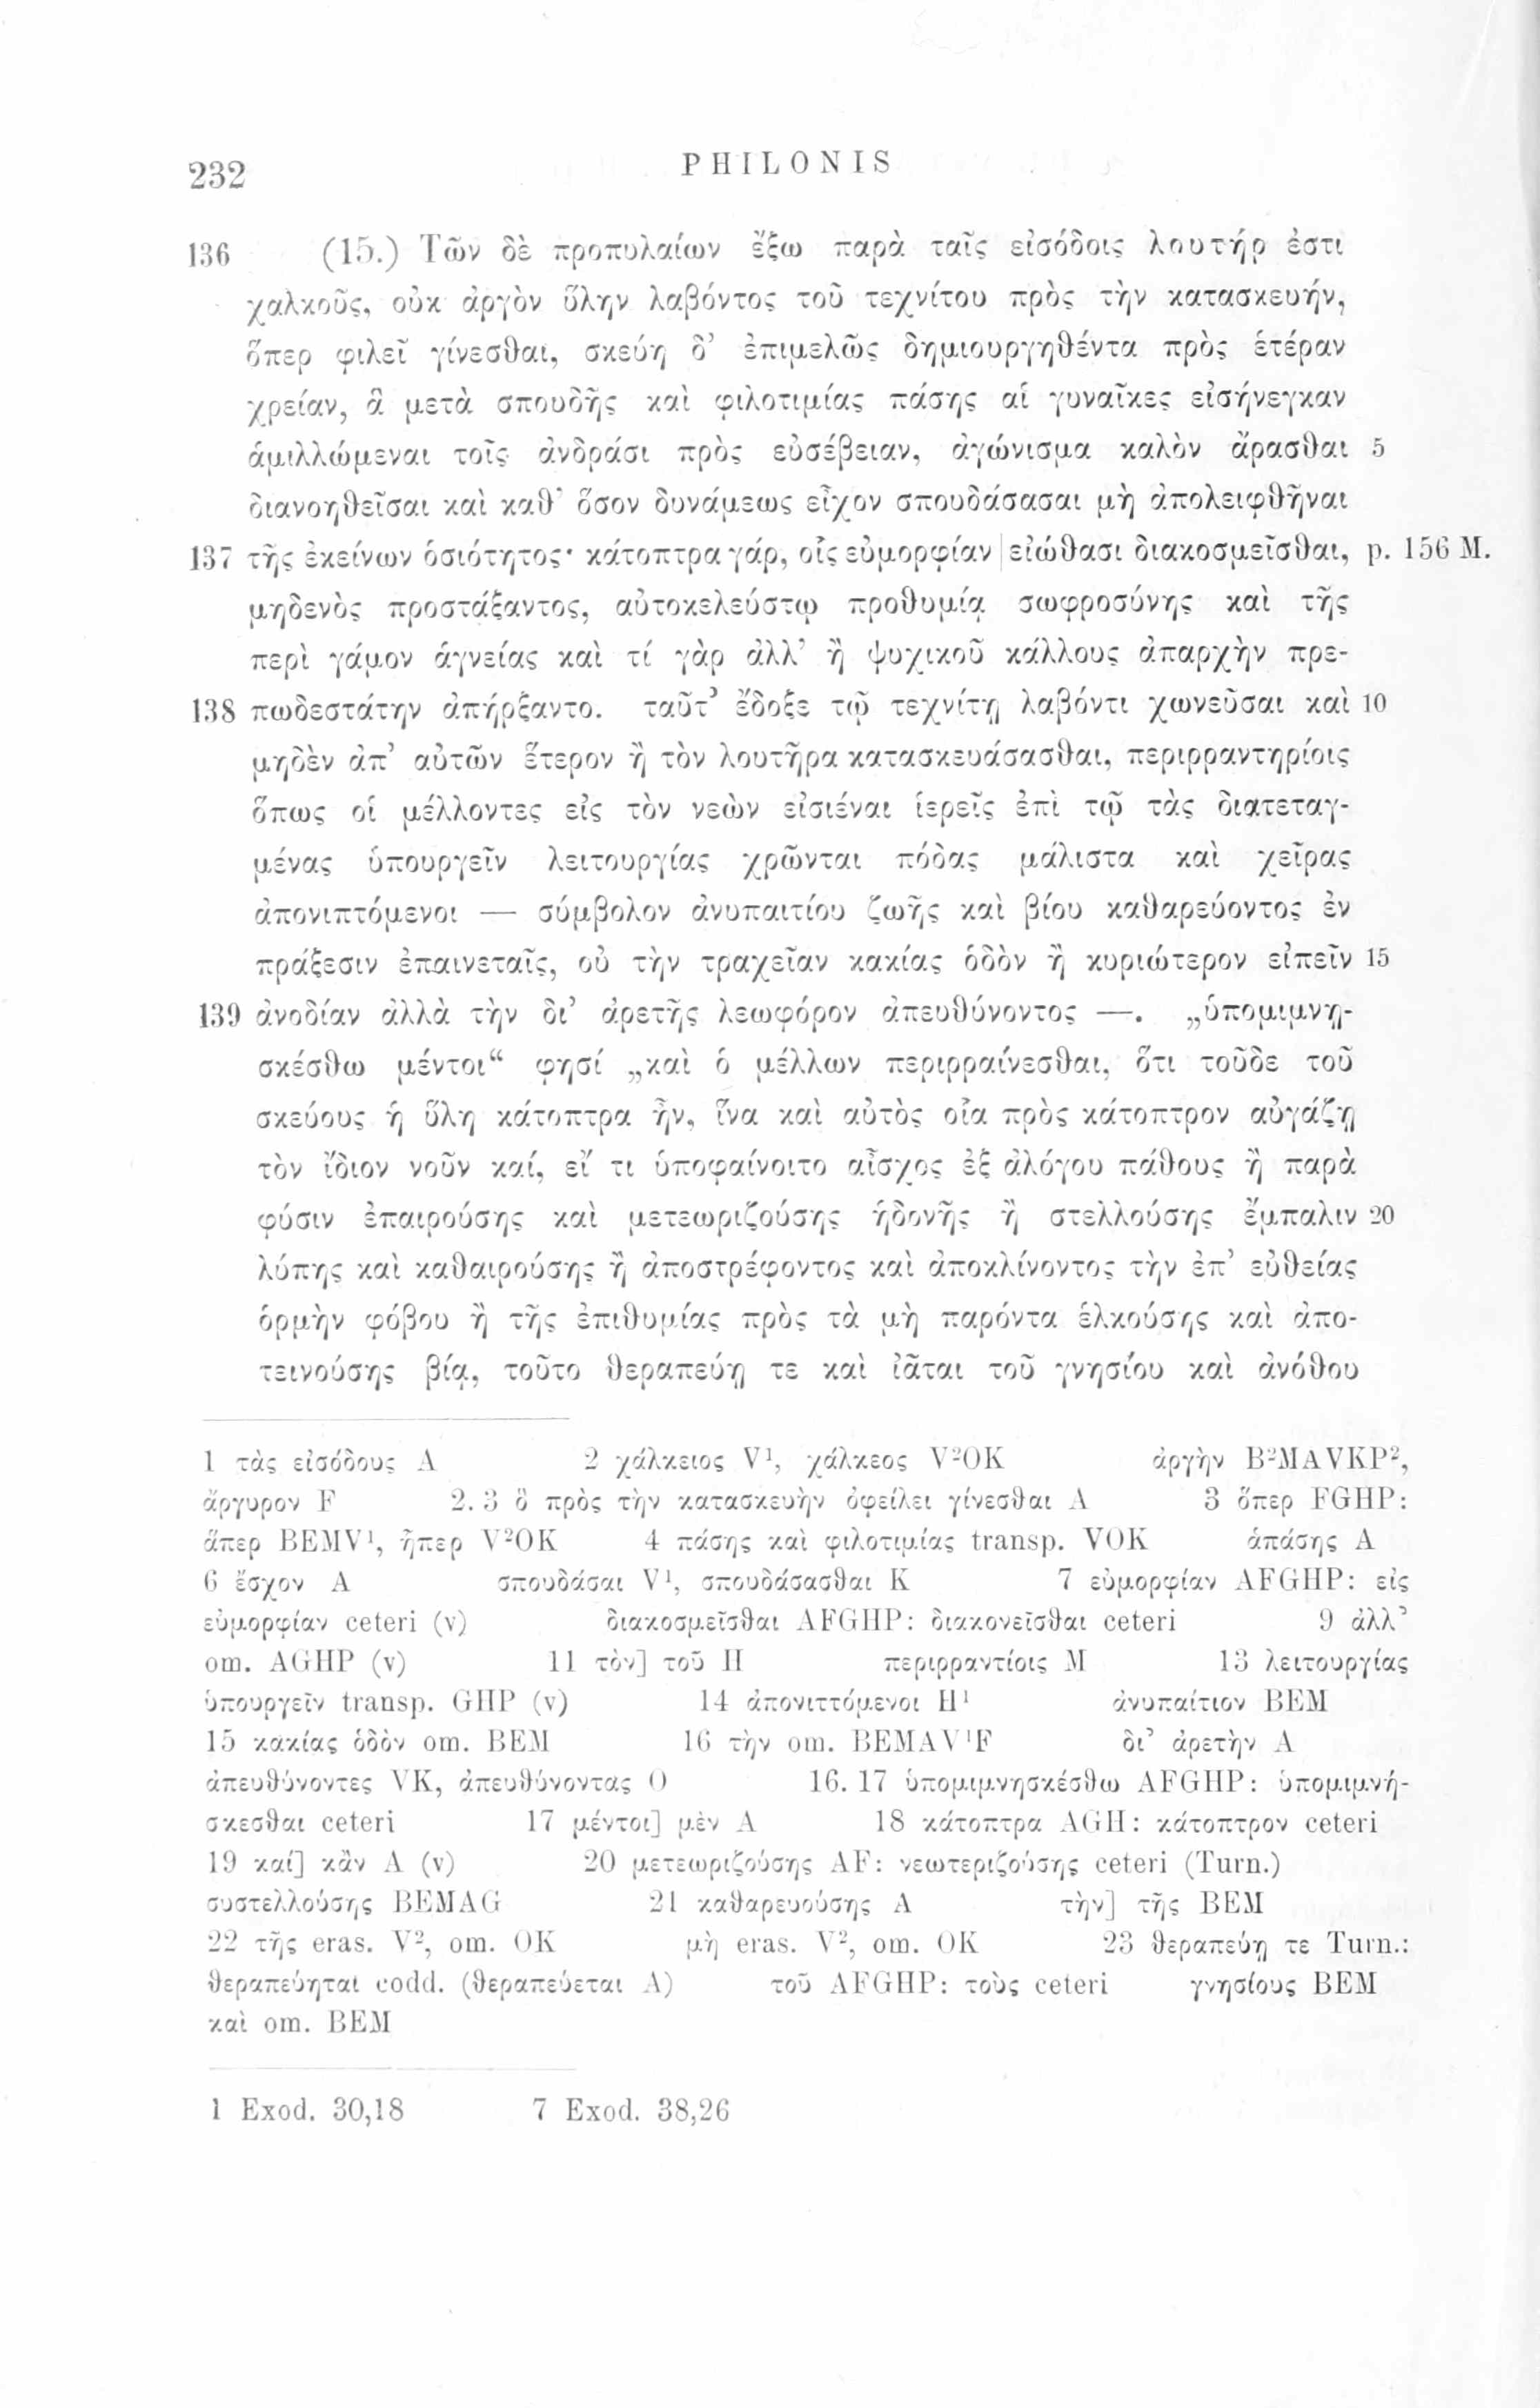 232 PHILONIS
136 (15.) Τῶν δὲ προπυλαίων ἔξω παρὰ ταῖς εἰσόδοις λουτήρ ἐστι
χαλκοῦς, οὐκ ἀργὸν ὕλην λαβόντος τοῦ τεχνίτου πρὸς τὴν κατασκευήν,
ὅπερ φιλεῖ γίνεσθαι, σκεύη δ’ ἐπιμελῶς δημιουργηθέντα πρὸς ἑτέραν
χρείαν, ἃ μετὰ σπουδῆς καὶ φιλοτιμίας πάσης αἱ γυναῖκες εἰσήνεγκαν
ἁμιλλώμεναι τοῖς ἀνδράσι πρὸς εὐσέβειαν, ἀγώνισμα καλὸν ἄρασθαι 5
διανοηθεῖσαι καὶ καθ’ ὅσον δυνάμεως εἶχον σπουδάσασαι μὴ ἀπολειφθῆναι
137 τῆς ἐκείνων ὁσιότητος· κάτοπτρα γάρ, οἷς εὐμορφίαν | εἰώθασι διακοσμεῖσθαι, p. 156 M.
μηδενὸς προστάξαντος, αὐτοκελεύστῳ προθυμίᾳ σωφροσύνης καὶ τῆς
περὶ γάμον ἁγνείας καὶ τί γὰρ ἀλλ’ ἢ ψυχικοῦ κάλλους ἀπαρχὴν πρε-
138 πωδεστάτην ἀπήρξαντο. ταῦτ’ ἔδοξε τῷ τεχνίτῃ λαβόντι χωνεῦσαι καὶ 10
μηδὲν ἀπ’ αὐτῶν ἕτερον ἢ τὸν λουτῆρα κατασκευάσασθαι, περιρραντηρίοις
ὅπως οἱ μέλλοντες εἰς τὸν νεὼν εἰσιέναι ἱερεῖς ἐπὶ τῷ τὰς διατεταγ-
μένας ὑπουργεῖν λειτουργίας χρῶνται πόδας μάλιστα καὶ χεῖρας
ἀπονιπτόμενοι — σύμβολον ἀνυπαιτίου ζωῆς καὶ βίου καθαρεύοντος ἐν
πράξεσιν ἐπαινεταῖς, οὐ τὴν τραχεῖαν κακίας ὁδὸν ἢ κυριώτερον εἰπεῖν 15
139 ἀνοδίαν ἀλλὰ τὴν δι’ ἀρετῆς λεωφόρον ἀπευθύνοντος —. „ὑπομιμνῃ-
σκέσθω μέντοι“ φησί „καὶ ὁ μέλλων περιρραίνεσθαι, ὅτι τοῦδε τοῦ
σκεύους ἡ ὕλη κάτοπτρα ἦν, ἵνα καὶ αὐτὸς οἷα πρὸς κάτοπτρον αὐγάζῃ
τὸν ἴδιον νοῦν καί, εἴ τι ὑποφαίνοιτο αἶσχος ἐξ ἀλόγου πάθους ἢ παρὰ
φύσιν ἐπαιρούσης καὶ μετεωριζούσης ἡδονῆς ἢ στελλούσης ἔμπαλιν 20
λύπης καὶ καθαιρούσης ἢ ἀποστρέφοντος καὶ ἀποκλίνοντος τὴν ἐπ’ εὐθείας
ὁρμὴν φόβου ἢ τῆς ἐπιθυμίας πρὸς τὰ μὴ παρόντα ἑλκούσης καὶ ἀπο-
τεινούσης βίᾳ, τοῦτο θεραπεύῃ τε καὶ ἰᾶται τοῦ γνησίου καὶ ἀνόθου
1 τὰς εἰσόδους A 2 χάλκειος V¹, χάλκεος V²OK ἀργὴν B²MAVKP²,
ἄργυρον F 2. 3 ὃ πρὸς τὴν κατασκευὴν ὀφείλει γίνεσθαι A 3 ὅπερ FGHP:
ἅπερ BEMV¹, ᾗπερ V²OK 4 πάσης καὶ φιλοτιμίας transp. VOK ἁπάσης A
6 ἔσχον A σπουδάσαι V¹, σπουδάσασθαι K 7 εὐμορφίαν AFGHP: εἰς
εὐμορφίαν ceteri (v) διακοσμεῖσθαι AFGHP: διακονεῖσθαι ceteri 9 ἀλλ’
om. AGHP (v) 11 τὸν] τοῦ H περιρραντίοις M 13 λειτουργίας
ὑπουργεῖν transp. GHP (v) 14 ἀπονιττόμενοι H¹ ἀνυπαίτιον BEM
15 κακίας ὁδὸν om. BEM 16 τὴν om. BEMAV¹F δι’ ἀρετὴν A
ἀπευθύνοντες VK, ἀπευθύνοντας O 16. 17 ὑπομιμνησκέσθω AFGHP: ὑπομιμνή-
σκεσθαι ceteri 17 μέντοι] μὲν A 18 κάτοπτρα AGH: κάτοπτρον ceteri
19 καί] κἂν A (v) 20 μετεωριζούσης AF: νεωτεριζούσης ceteri (Turn.)
συστελλούσης BEMAG 21 καθαρευούσης A τὴν] τῆς BEM
22 τῆς eras. V², om. OK μὴ eras. V², om. OK 23 θεραπεύῃ τε Turn.:
θεραπεύηται codd. (θεραπεύεται A) τοῦ AFGHP: τοὺς ceteri γνησίους BEM
καὶ om. BEM
1 Exod. 30,18 7 Exod. 38,26